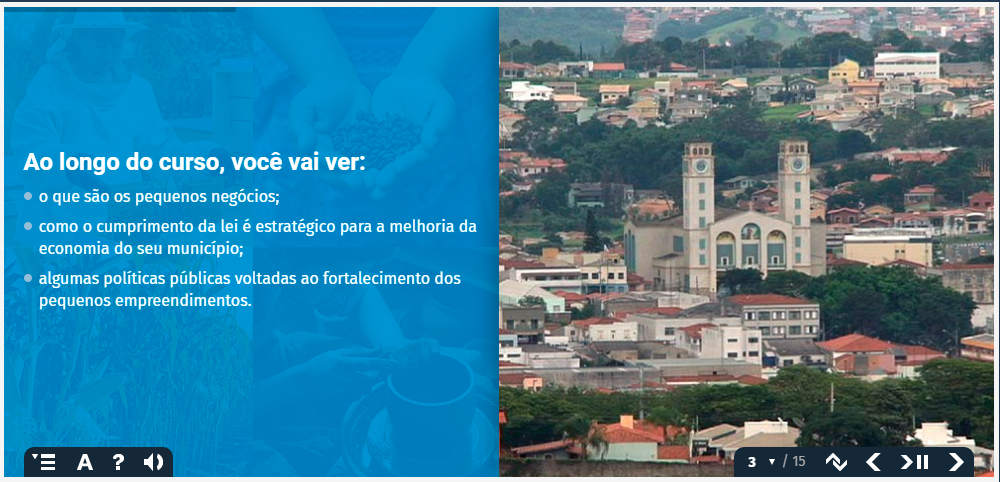 Ao longo do curso, você vai ver:
o que são os pequenos negócios;
como o cumprimento da lei é estratégico para a melhoria da
economia do seu município;
algumas políticas públicas voltadas ao fortalecimento dos
pequenos empreendimentos.
A ?
3 / 15